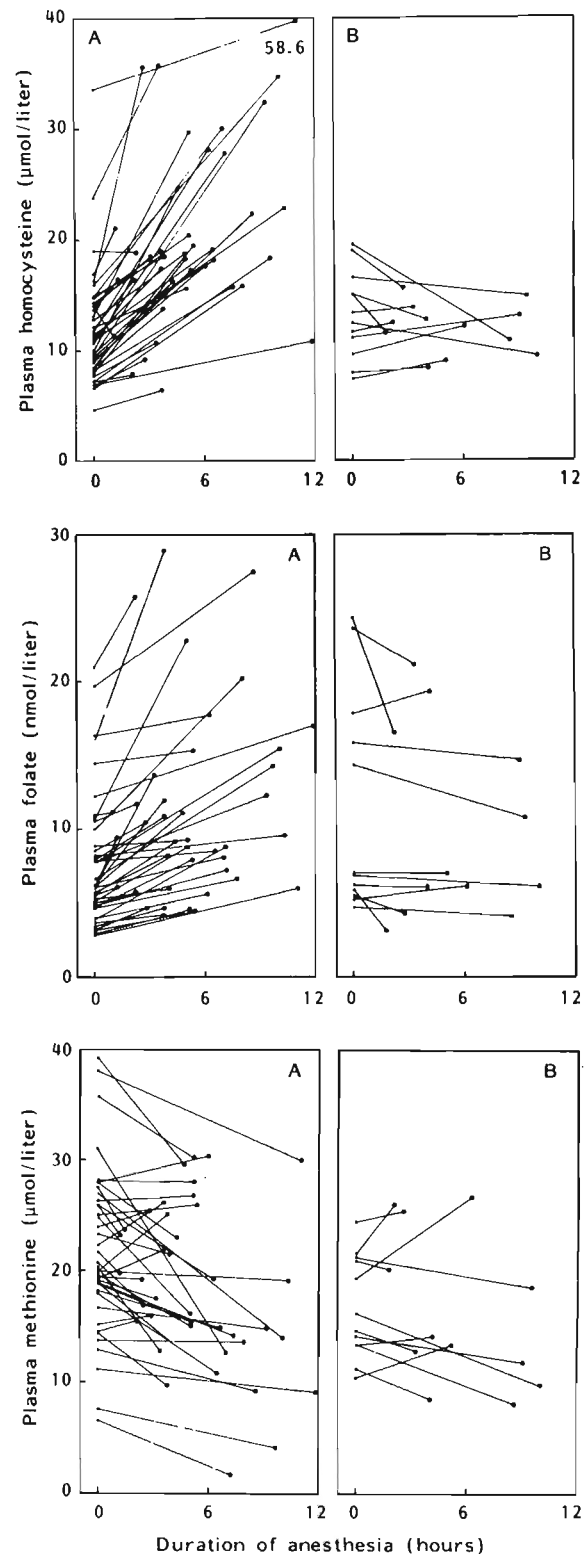 A
B
58.6
Plasma homocysteine (µmol/liter)
40
30
20
10
0
0 6 12
0 6 12
A
B
Plasma folate (nmol/liter)
30
20
10
0
0 6 12
0 6 12
A
B
Plasma methionine (µmol/liter)
40
30
20
10
0
0 6 12
0 6 12
Duration of anesthesia (hours)